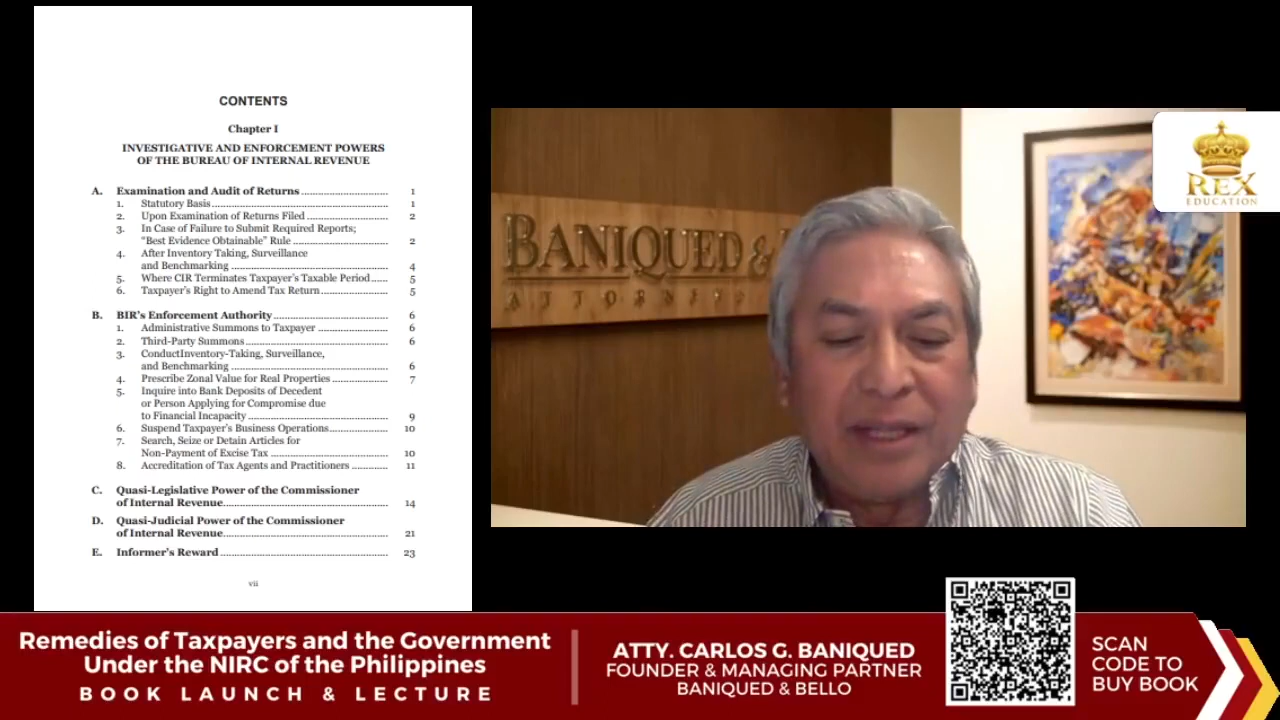 CONTENTS
Chapter I
INVESTIGATIVE AND ENFORCEMENT POWERS
OF THE BUREAU OF INTERNAL REVENUE
A. Examination and Audit of Returns ................................ 1
1. Statutory Basis ................................ 1
2. Upon Examination of Returns Filed ................................ 2
3. In Case of Failure to Submit Required Reports;
“Best Evidence Obtainable” Rule ................................ 2
4. After Inventory Taking, Surveillance
and Benchmarking ................................ 4
5. Where CIR Terminates Taxpayer’s Taxable Period ...... 5
6. Taxpayer’s Right to Amend Tax Return ........................ 5
B. BIR’s Enforcement Authority ................................ 6
1. Administrative Summons to Taxpayer ........................ 6
2. Third-Party Summons ................................ 6
3. ConductInventory-Taking, Surveillance,
and Benchmarking ................................ 6
4. Prescribe Zonal Value for Real Properties .................... 7
5. Inquire into Bank Deposits of Decedent
or Person Applying for Compromise due
to Financial Incapacity ................................ 9
6. Suspend Taxpayer’s Business Operations .................... 10
7. Search, Seize or Detain Articles for
Non-Payment of Excise Tax ................................ 10
8. Accreditation of Tax Agents and Practitioners ............ 11
C. Quasi-Legislative Power of the Commissioner
of Internal Revenue ................................ 14
D. Quasi-Judicial Power of the Commissioner
of Internal Revenue ................................ 21
E. Informer’s Reward ................................ 23
vii
BANIQUED &
ATTORNEY
REX
EDUCATION
Remedies of Taxpayers and the Government
Under the NIRC of the Philippines
BOOK LAUNCH & LECTURE
ATTY. CARLOS G. BANIQUED
FOUNDER & MANAGING PARTNER
BANIQUED & BELLO
SCAN
CODE TO
BUY BOOK